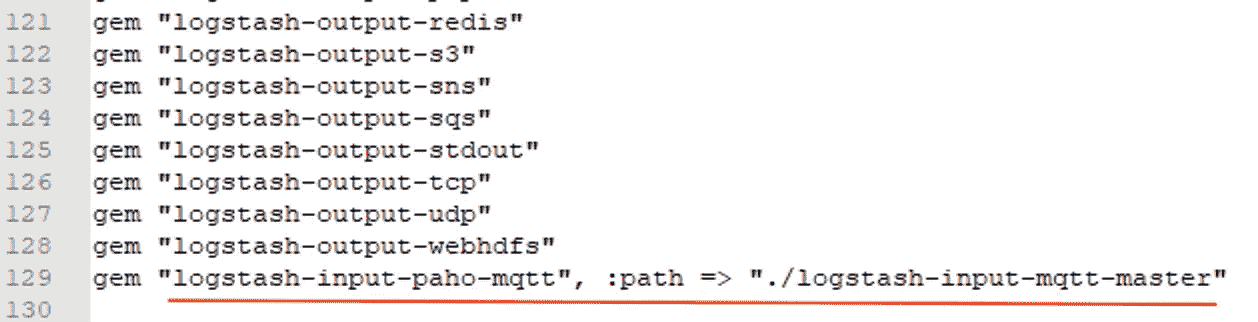 121 gem "logstash-output-redis"
122 gem "logstash-output-s3"
123 gem "logstash-output-sns"
124 gem "logstash-output-sqs"
125 gem "logstash-output-stdout"
126 gem "logstash-output-tcp"
127 gem "logstash-output-udp"
128 gem "logstash-output-webhdfs"
129 gem "logstash-input-paho-mqtt", :path => "./logstash-input-mqtt-master"
130